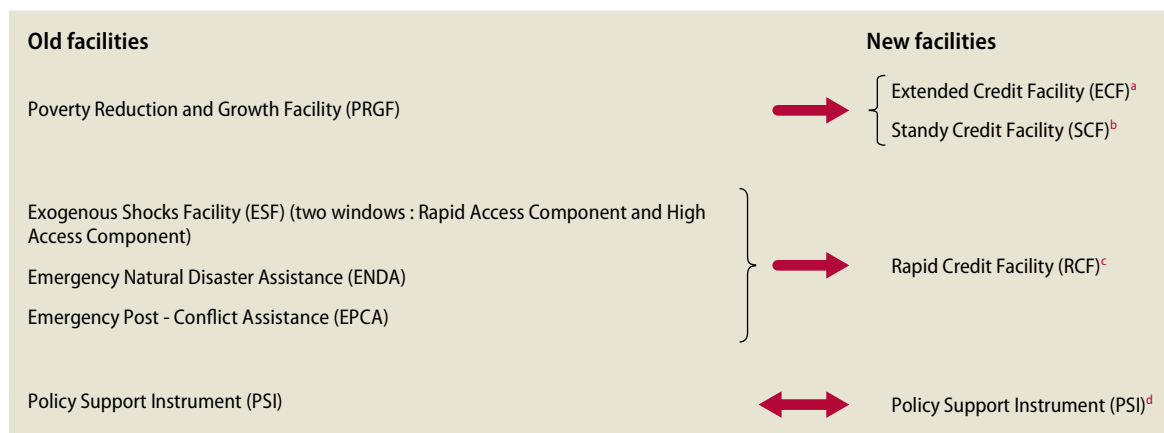 Old facilities
New facilities
Poverty Reduction and Growth Facility (PRGF)
Extended Credit Facility (ECF)a
Standy Credit Facility (SCF)b
Exogenous Shocks Facility (ESF) (two windows : Rapid Access Component and High
Access Component)
Emergency Natural Disaster Assistance (ENDA)
Emergency Post - Conflict Assistance (EPCA)
Rapid Credit Facility (RCF)c
Policy Support Instrument (PSI)
Policy Support Instrument (PSI)d